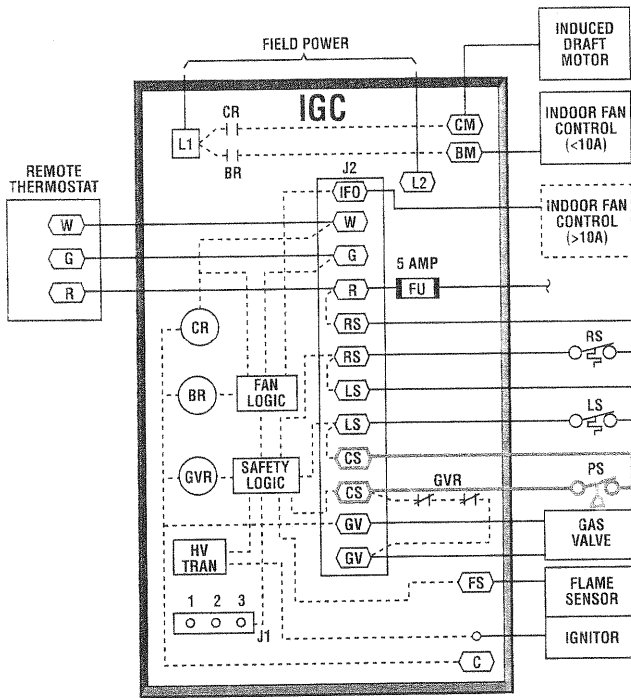 FIELD POWER
INDUCED
DRAFT
MOTOR
IGC
CR
L1
BR
CM
BM
INDOOR FAN
CONTROL
(<10A)
J2
L2
REMOTE
THERMOSTAT
IFO
INDOOR FAN
CONTROL
(>10A)
W
W
G
G
5 AMP
R
R
FU
CR
RS
RS
RS
BR
FAN
LOGIC
LS
LS
LS
CS
GVR
SAFETY
LOGIC
PS
CS
GVR
GV
GAS
VALVE
HV
TRAN
GV
FS
FLAME
SENSOR
1 2 3
J1
IGNITOR
C